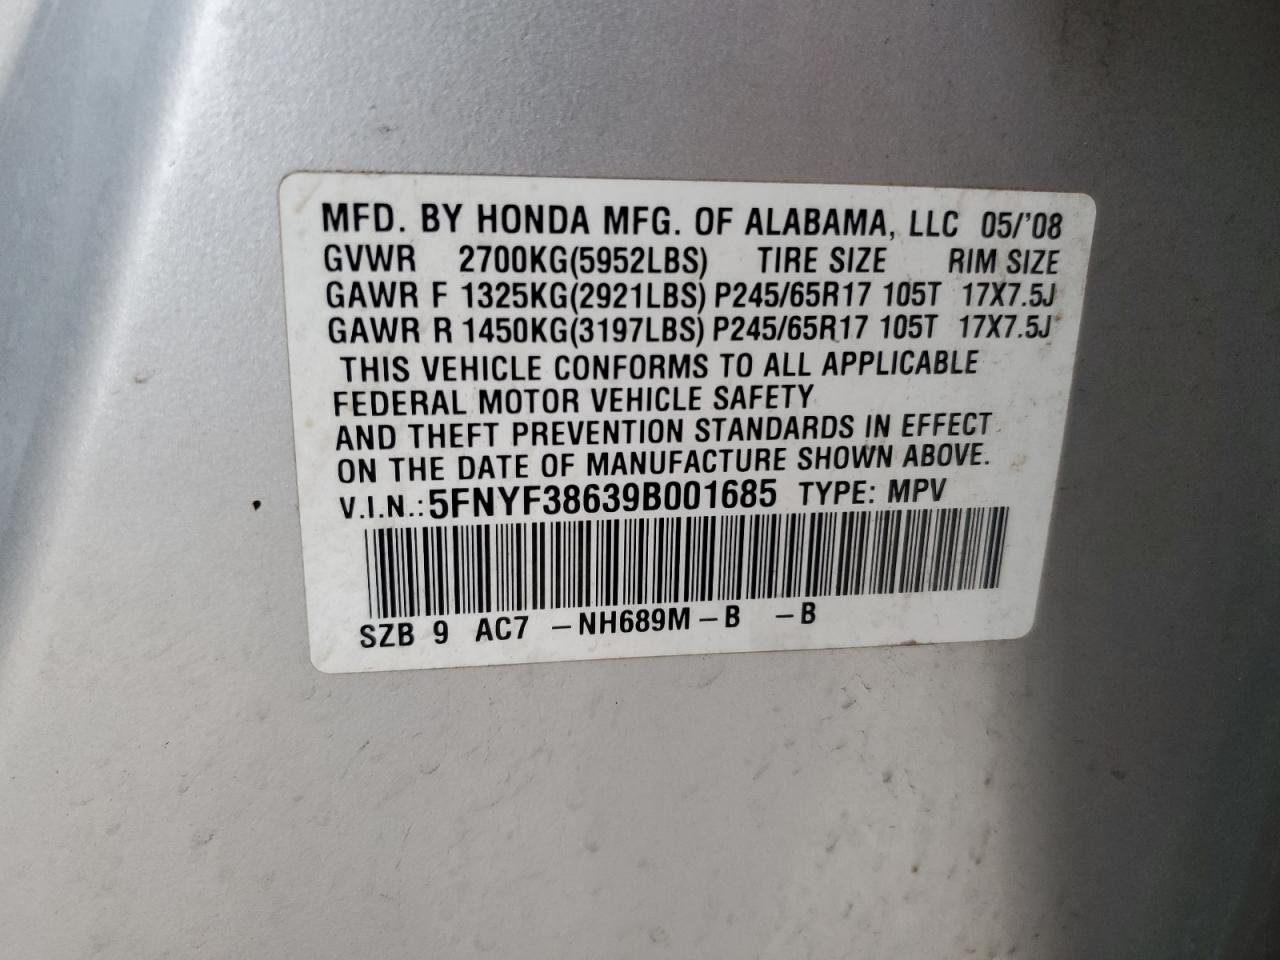 MFD. BY HONDA MFG. OF ALABAMA, LLC 05/'08
GVWR 2700KG(5952LBS) TIRE SIZE RIM SIZE
GAWR F 1325KG(2921LBS) P245/65R17 105T 17X7.5J
GAWR R 1450KG(3197LBS) P245/65R17 105T 17X7.5J
THIS VEHICLE CONFORMS TO ALL APPLICABLE
FEDERAL MOTOR VEHICLE SAFETY
AND THEFT PREVENTION STANDARDS IN EFFECT
ON THE DATE OF MANUFACTURE SHOWN ABOVE.
V.I.N.: 5FNYF38639B001685 TYPE: MPV
SZB 9 AC7 –NH689M–B –B